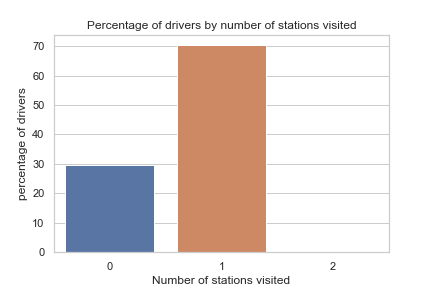 Percentage of drivers by number of stations visited
percentage of drivers
70
60
50
40
30
20
10
0
0 1 2
Number of stations visited